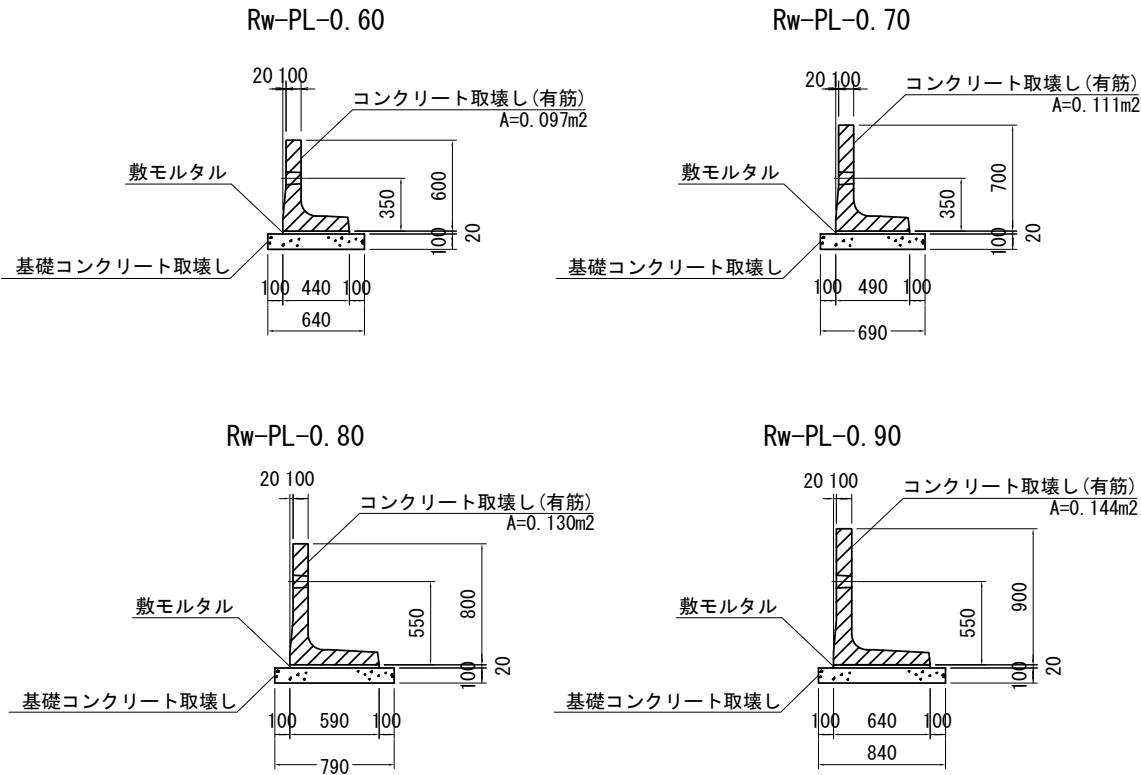 Rw-PL-0.60
20 100
コンクリート取壊し(有筋)
A=0.097m2
敷モルタル
600
350
20
100
基礎コンクリート取壊し
100 440 100
640
Rw-PL-0.70
20 100
コンクリート取壊し(有筋)
A=0.111m2
敷モルタル
700
350
20
100
基礎コンクリート取壊し
100 490 100
690
Rw-PL-0.80
20 100
コンクリート取壊し(有筋)
A=0.130m2
800
550
敷モルタル
20
100
基礎コンクリート取壊し
100 590 100
790
Rw-PL-0.90
20 100
コンクリート取壊し(有筋)
A=0.144m2
900
550
敷モルタル
20
100
基礎コンクリート取壊し
100 640 100
840